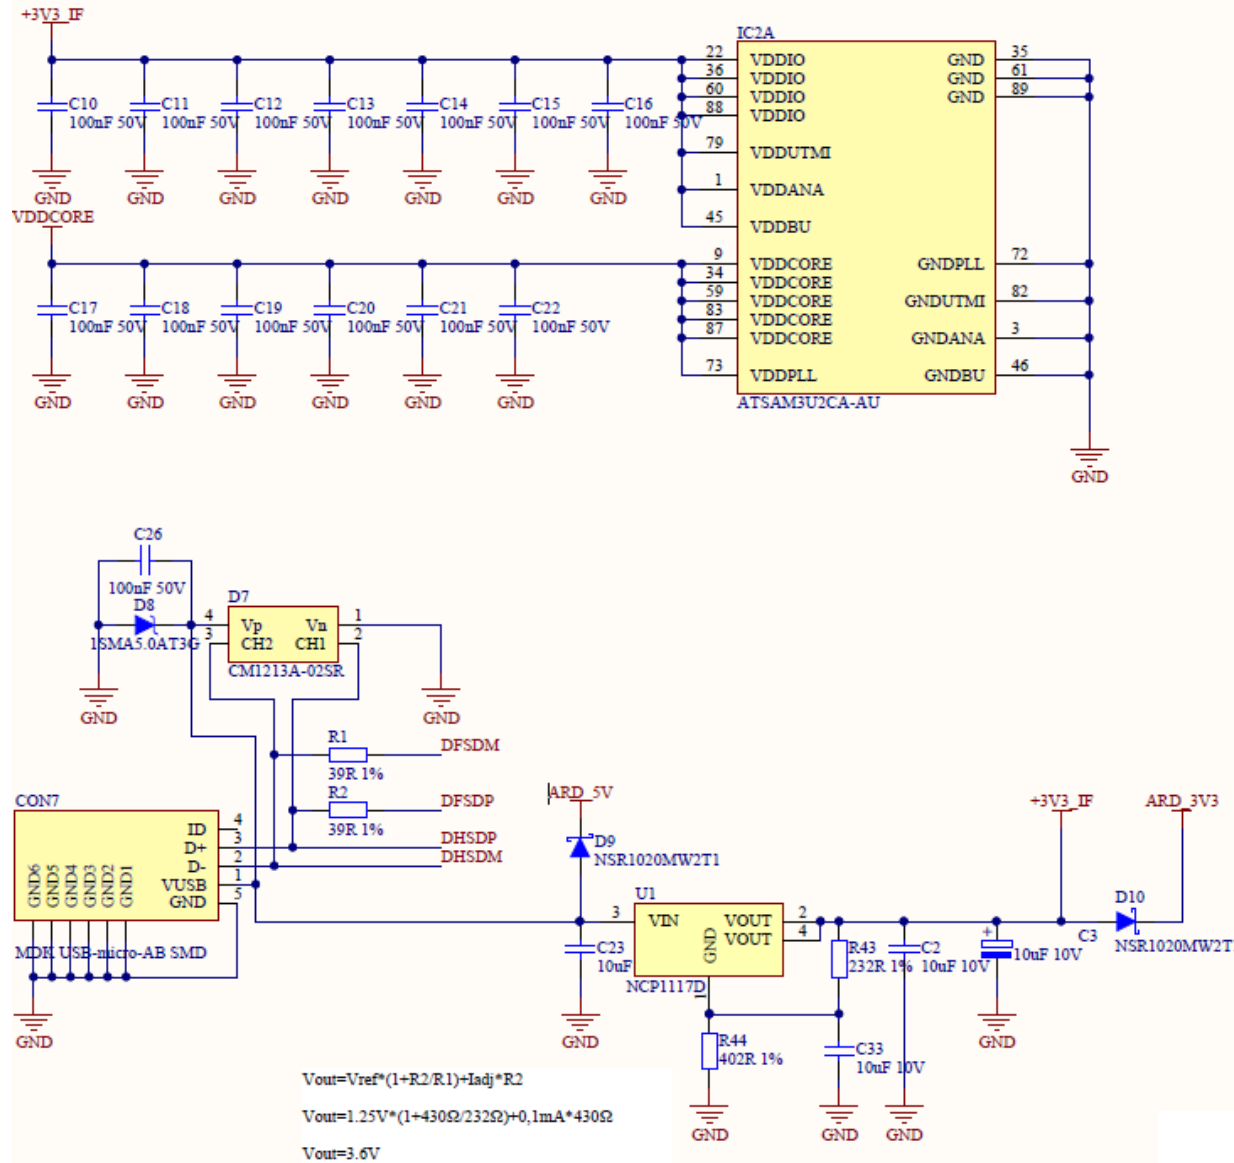 +3V3_IF
IC2A
22 VDDIO GND 35
36 VDDIO GND 61
60 VDDIO GND 89
88 VDDIO
C10 C11 C12 C13 C14 C15 C16
100nF 50V 100nF 50V 100nF 50V 100nF 50V 100nF 50V 100nF 50V 100nF 50V
79 VDDUTMI
1 VDDANA
GND GND GND GND GND GND GND
VDDCORE
45 VDDBU
9 VDDCORE GNDPLL 72
34 VDDCORE
59 VDDCORE GNDUTMI 82
C17 C18 C19 C20 C21 C22
83 VDDCORE
100nF 50V 100nF 50V 100nF 50V 100nF 50V 100nF 50V 100nF 50V
87 VDDCORE GNDANA 3
73 VDDPLL GNDBU 46
GND GND GND GND GND GND
ATSAM3U2CA-AU
GND
C26
100nF 50V
D7
D8
4 Vp Vn 1
3 CH2 CH1 2
1SMA5.0AT3G
CM1213A-02SR
GND GND
R1 DFSDM
39R 1%
R2 DFSDP
39R 1%
CON7
ID 4
D+ 3 DHSDP
D- 2 DHSDM
VUSB 1
GND 5
GND6 GND5 GND4 GND3 GND2 GND1
MDK USB-micro-AB SMD
GND
ARD_5V +3V3_IF ARD_3V3
D9
NSR1020MW2T1
U1
3 VIN VOUT 2
VOUT 4
GND
1
NCP1117D
C23
10uF
R43
232R 1%
C2
10uF 10V
+
C3
10uF 10V
D10
NSR1020MW2T
GND GND
R44
402R 1%
C33
10uF 10V
GND GND GND
Vout=Vref*(1+R2/R1)+Iadj*R2
Vout=1.25V*(1+430Ω/232Ω)+0,1mA*430Ω
Vout=3.6V